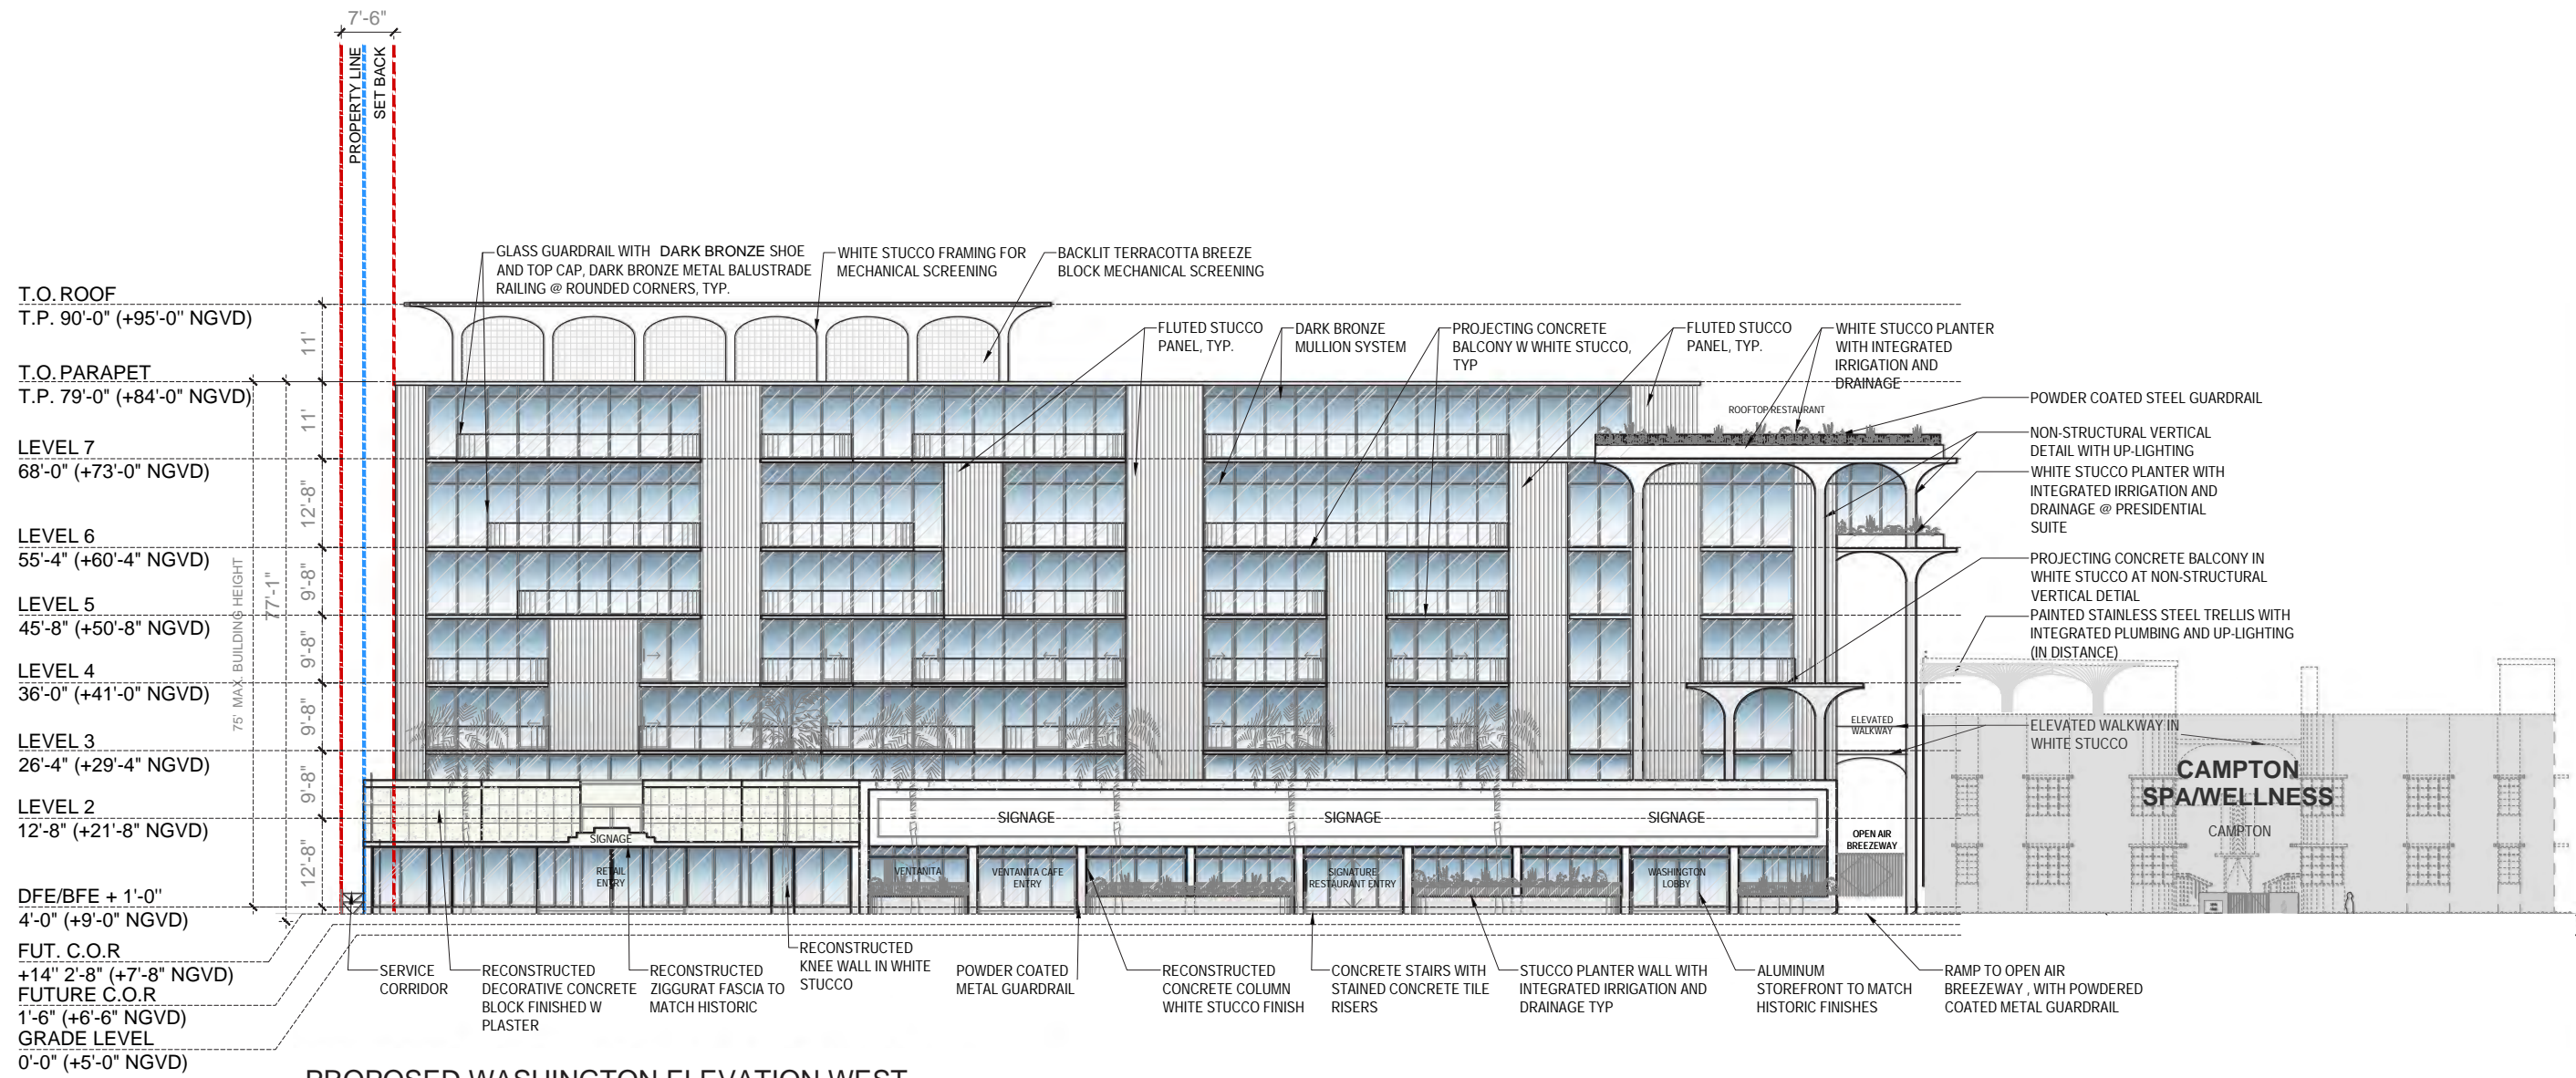 7'-6"
PROPERTY LINE
SET BACK
GLASS GUARDRAIL WITH DARK BRONZE SHOE
AND TOP CAP, DARK BRONZE METAL BALUSTRADE
RAILING @ ROUNDED CORNERS, TYP.
WHITE STUCCO FRAMING FOR
MECHANICAL SCREENING
BACKLIT TERRACOTTA BREEZE
BLOCK MECHANICAL SCREENING
FLUTED STUCCO
PANEL, TYP.
DARK BRONZE
MULLION SYSTEM
PROJECTING CONCRETE
BALCONY W WHITE STUCCO,
TYP
FLUTED STUCCO
PANEL, TYP.
WHITE STUCCO PLANTER
WITH INTEGRATED
IRRIGATION AND
DRAINAGE
ROOFTOP RESTAURANT
POWDER COATED STEEL GUARDRAIL
NON-STRUCTURAL VERTICAL
DETAIL WITH UP-LIGHTING
WHITE STUCCO PLANTER WITH
INTEGRATED IRRIGATION AND
DRAINAGE @ PRESIDENTIAL
SUITE
PROJECTING CONCRETE BALCONY IN
WHITE STUCCO AT NON-STRUCTURAL
VERTICAL DETIAL
PAINTED STAINLESS STEEL TRELLIS WITH
INTEGRATED PLUMBING AND UP-LIGHTING
(IN DISTANCE)
ELEVATED WALKWAY IN
WHITE STUCCO
T.O. ROOF
T.P. 90'-0" (+95'-0" NGVD)
T.O. PARAPET
T.P. 79'-0" (+84'-0" NGVD)
LEVEL 7
68'-0" (+73'-0" NGVD)
LEVEL 6
55'-4" (+60'-4" NGVD)
LEVEL 5
45'-8" (+50'-8" NGVD)
LEVEL 4
36'-0" (+41'-0" NGVD)
LEVEL 3
26'-4" (+29'-4" NGVD)
LEVEL 2
12'-8" (+21'-8" NGVD)
DFE/BFE + 1'-0"
4'-0" (+9'-0" NGVD)
FUT. C.O.R
+14" 2'-8" (+7'-8" NGVD)
FUTURE C.O.R
1'-6" (+6'-6" NGVD)
GRADE LEVEL
0'-0" (+5'-0" NGVD)
75' MAX. BUILDING HEIGHT
77'-1"
11'
11'
12'-8"
9'-8"
9'-8"
9'-8"
9'-8"
12'-8"
ELEVATED
WALKWAY
CAMPTON
SPA/WELLNESS
CAMPTON
OPEN AIR
BREEZEWAY
SIGNAGE
SIGNAGE
SIGNAGE
SIGNAGE
RETAIL
ENTRY
VENTANITA
VENTANITA CAFE
ENTRY
SIGNATURE
RESTAURANT ENTRY
WASHINGTON
LOBBY
SERVICE
CORRIDOR
RECONSTRUCTED
DECORATIVE CONCRETE
BLOCK FINISHED W
PLASTER
RECONSTRUCTED
ZIGGURAT FASCIA TO
MATCH HISTORIC
RECONSTRUCTED
KNEE WALL IN WHITE
STUCCO
POWDER COATED
METAL GUARDRAIL
RECONSTRUCTED
CONCRETE COLUMN
WHITE STUCCO FINISH
CONCRETE STAIRS WITH
STAINED CONCRETE TILE
RISERS
STUCCO PLANTER WALL WITH
INTEGRATED IRRIGATION AND
DRAINAGE TYP
ALUMINUM
STOREFRONT TO MATCH
HISTORIC FINISHES
RAMP TO OPEN AIR
BREEZEWAY , WITH POWDERED
COATED METAL GUARDRAIL
PROPOSED WASHINGTON ELEVATION WEST